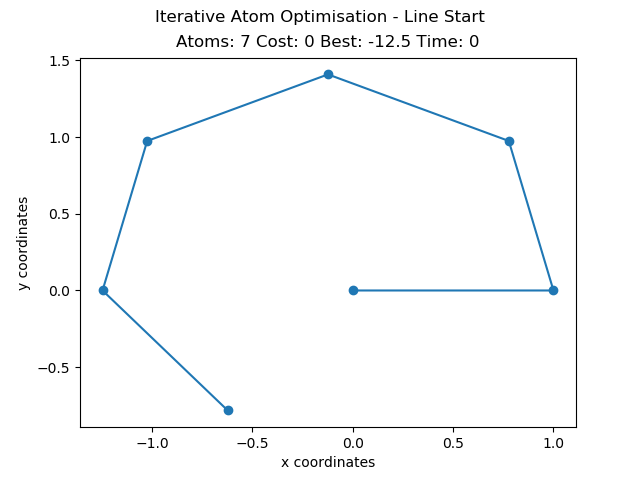 Iterative Atom Optimisation - Line Start
Atoms: 7 Cost: 0 Best: -12.5 Time: 0
1.5
1.0
0.5
0.0
−0.5
y coordinates
−1.0
−0.5
0.0
0.5
1.0
x coordinates